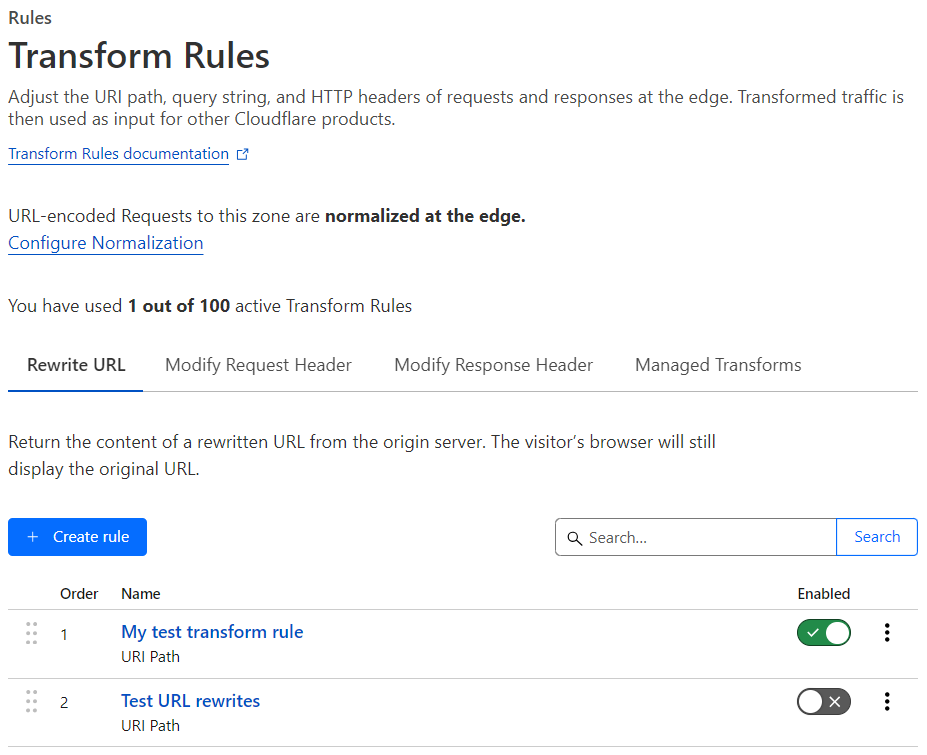 Rules
Transform Rules
Adjust the URI path, query string, and HTTP headers of requests and responses at the edge. Transformed traffic is
then used as input for other Cloudflare products.
Transform Rules documentation
URL-encoded Requests to this zone are normalized at the edge.
Configure Normalization
You have used 1 out of 100 active Transform Rules
Rewrite URL Modify Request Header Modify Response Header Managed Transforms
Return the content of a rewritten URL from the origin server. The visitor’s browser will still
display the original URL.
+ Create rule Search... Search
Order Name Enabled
1 My test transform rule
URI Path
2 Test URL rewrites
URI Path